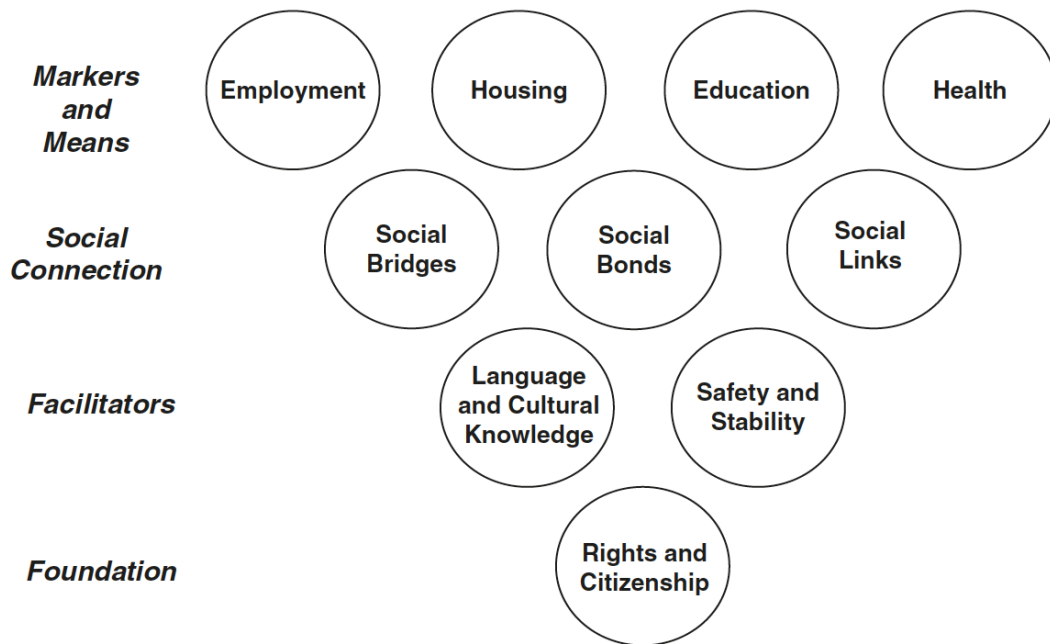 Markers
and
Means
Employment
Housing
Education
Health
Social
Connection
Social
Bridges
Social
Bonds
Social
Links
Facilitators
Language
and Cultural
Knowledge
Safety and
Stability
Foundation
Rights and
Citizenship